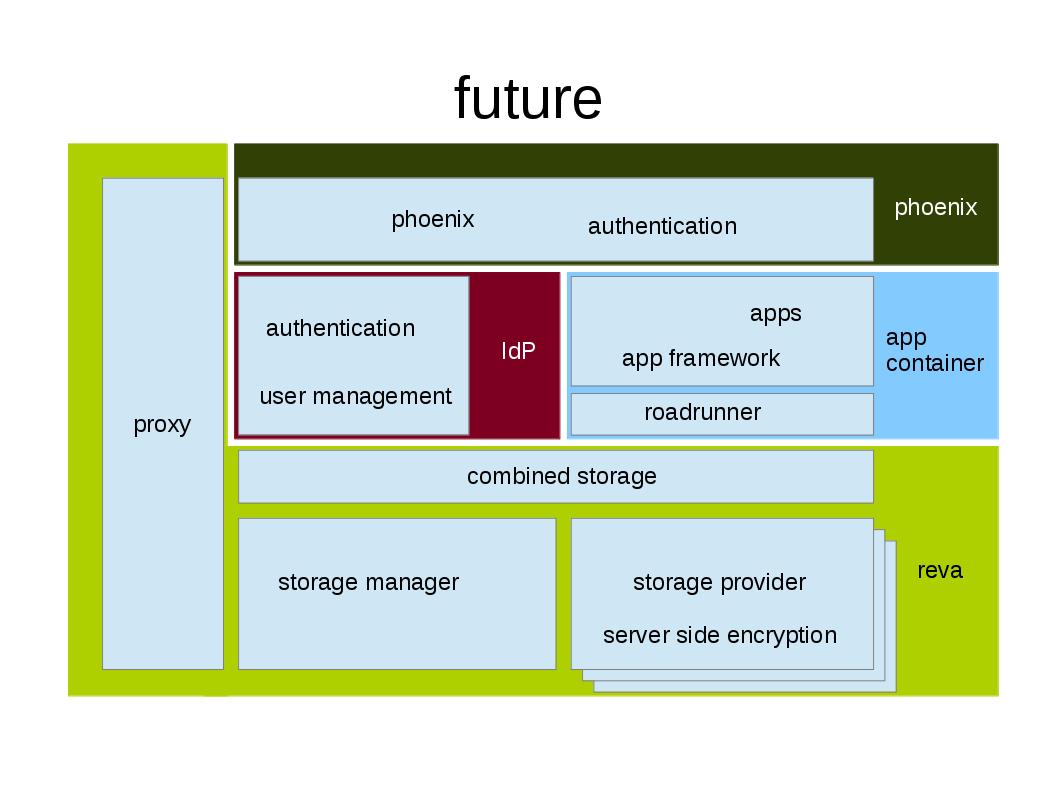 future
phoenix
authentication
phoenix
authentication
user management
IdP
apps
app framework
roadrunner
app
container
proxy
combined storage
storage manager
storage provider
server side encryption
reva